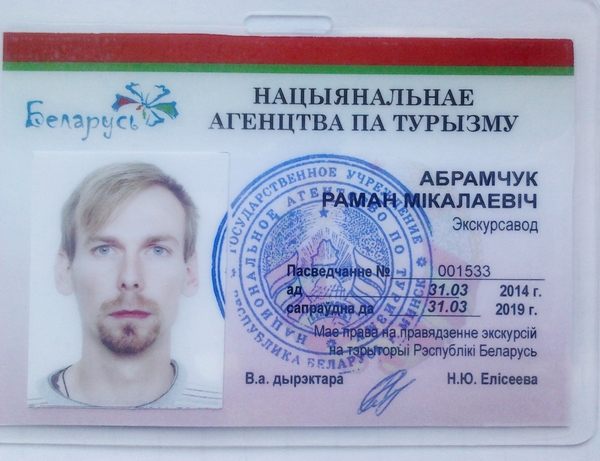 Беларусь
НАЦЫЯНАЛЬНАЕ
АГЕНЦТВА ПА ТУРЫЗМУ
АБРАМЧУК
РАМАН МІКАЛАЕВІЧ
Экскурсавод
ГОСУДАРСТВЕННОЕ УЧРЕЖДЕНИЕ
НАЦИОНАЛЬНОЕ АГЕНТСТВО ПО ТУРИЗМУ
РЕСПУБЛИКА БЕЛАРУСЬ
МИНСК
Пасведчанне № 001533
ад 31.03 2014 г.
сапраўдна да 31.03 2019 г.
Мае права на правядзенне экскурсій
на тэрыторыі Рэспублікі Беларусь
В.а. дырэктара Н.Ю. Елісеева